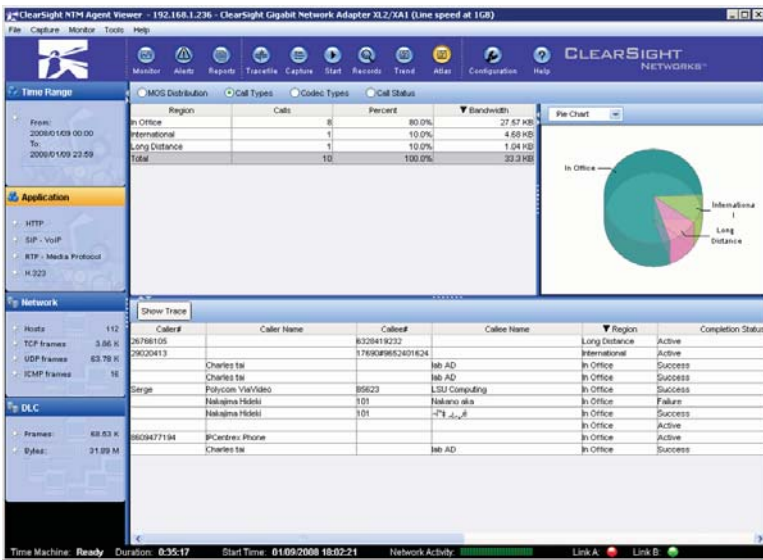 ClearSight NTM Agent Viewer - 192.168.1.236 - ClearSight Gigabit Network Adapter XL2/XA1 (Line speed at 1GB)
File Capture Monitor Tools Help
Monitor Alerts Reports Tracefile Capture Start Records Trend Atlas Configuration Help
CLEARSIGHT
NETWORKS
Time Range
From:
2008/01/09 00:00
To:
2008/01/09 23:59
Application
HTTP
SIP - VoIP
RTP - Media Protocol
H.323
Network
Hosts 112
TCP frames 3.86 K
UDP frames 63.78 K
ICMP frames 16
DLC
Frames: 68.53 K
Bytes: 31.89 M
MOS Distribution Call Types Codec Types Call Status
Region Calls Percent Bandwidth
In Office 8 80.0% 27.57 KB
International 1 10.0% 4.68 KB
Long Distance 1 10.0% 1.04 KB
Total 10 100.0% 33.3 KB
Pie Chart
In Office
Internationa
l
Long
Distance
Show Trace
Caller# Caller Name Callee# Callee Name Region Completion Status
26766105 6328419232 Long Distance Active
29020413 17690#9652401624 International Active
Charles tai lab AD In Office Success
Charles tai lab AD In Office Success
Serge Polycom ViaVideo 85623 LSU Computing In Office Success
Nakajima Hideki 101 Nakano aka In Office Failure
Nakajima Hideki 101 In Office Success
In Office Active
8609477194 IPCentrex Phone In Office Active
Charles tai lab AD In Office Success
Time Machine: Ready Duration: 0:35:17 Start Time: 01/09/2008 18:02:21 Network Activity: Link A: Link B: